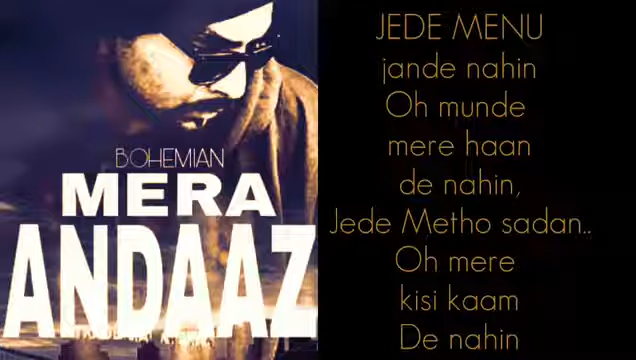 BOHEMIAN
MERA
ANDAAZ
JEDE MENU
jande nahin
Oh munde
mere haan
de nahin,
Jede Metho sadan..
Oh mere
kisi kaam
De nahin